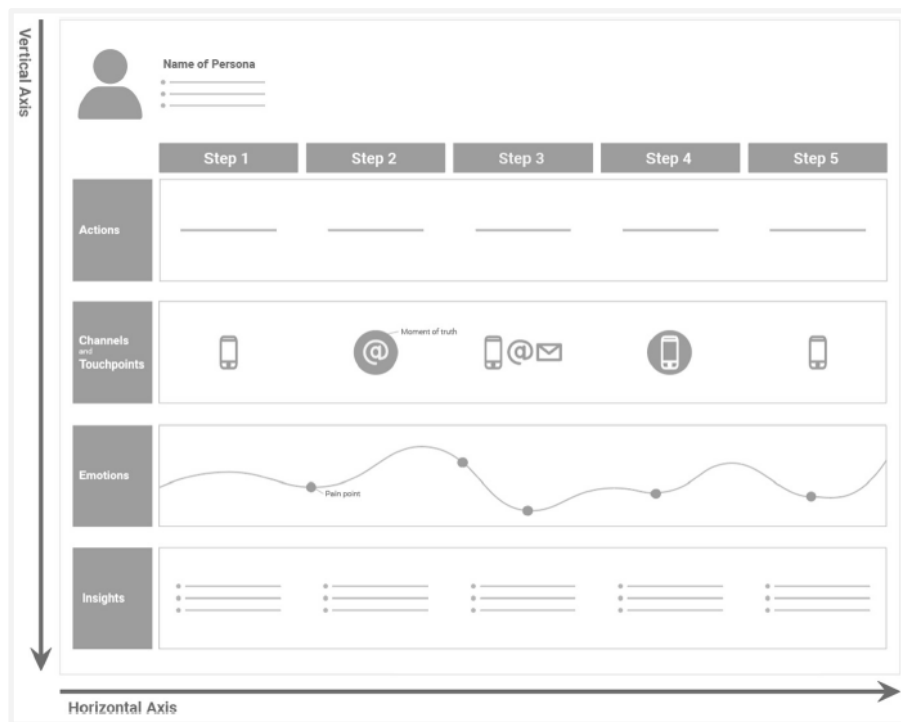 Vertical Axis
Name of Persona
Step 1
Step 2
Step 3
Step 4
Step 5
Actions
Channels
and
Touchpoints
@
Moment of truth
@
Emotions
Pain point
Insights
Horizontal Axis